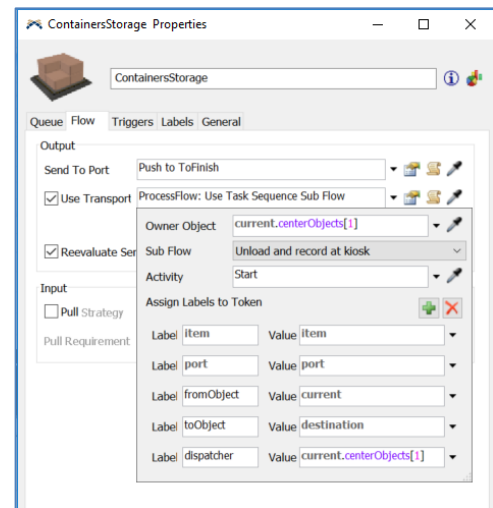 ContainersStorage Properties
ContainersStorage
Queue Flow Triggers Labels General
Output
Send To Port Push to ToFinish
Use Transport ProcessFlow: Use Task Sequence Sub Flow
Owner Object current.centerObjects[1]
Reevaluate Sen Sub Flow Unload and record at kiosk
Activity Start
Input
Assign Labels to Token
Pull Strategy
Label item Value item
Pull Requirement
Label port Value port
Label fromObject Value current
Label toObject Value destination
Label dispatcher Value current.centerObjects[1]